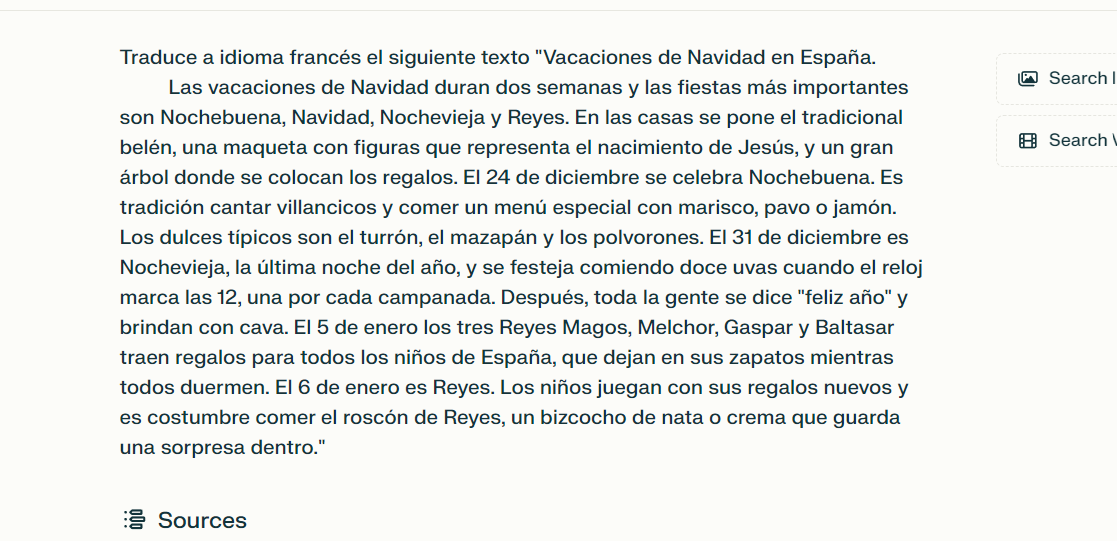 Traduce a idioma francés el siguiente texto "Vacaciones de Navidad en España.
Las vacaciones de Navidad duran dos semanas y las fiestas más importantes
son Nochebuena, Navidad, Nochevieja y Reyes. En las casas se pone el tradicional
belén, una maqueta con figuras que representa el nacimiento de Jesús, y un gran
árbol donde se colocan los regalos. El 24 de diciembre se celebra Nochebuena. Es
tradición cantar villancicos y comer un menú especial con marisco, pavo o jamón.
Los dulces típicos son el turrón, el mazapán y los polvorones. El 31 de diciembre es
Nochevieja, la última noche del año, y se festeja comiendo doce uvas cuando el reloj
marca las 12, una por cada campanada. Después, toda la gente se dice "feliz año" y
brindan con cava. El 5 de enero los tres Reyes Magos, Melchor, Gaspar y Baltasar
traen regalos para todos los niños de España, que dejan en sus zapatos mientras
todos duermen. El 6 de enero es Reyes. Los niños juegan con sus regalos nuevos y
es costumbre comer el roscón de Reyes, un bizcocho de nata o crema que guarda
una sorpresa dentro."
Sources
Search
Search